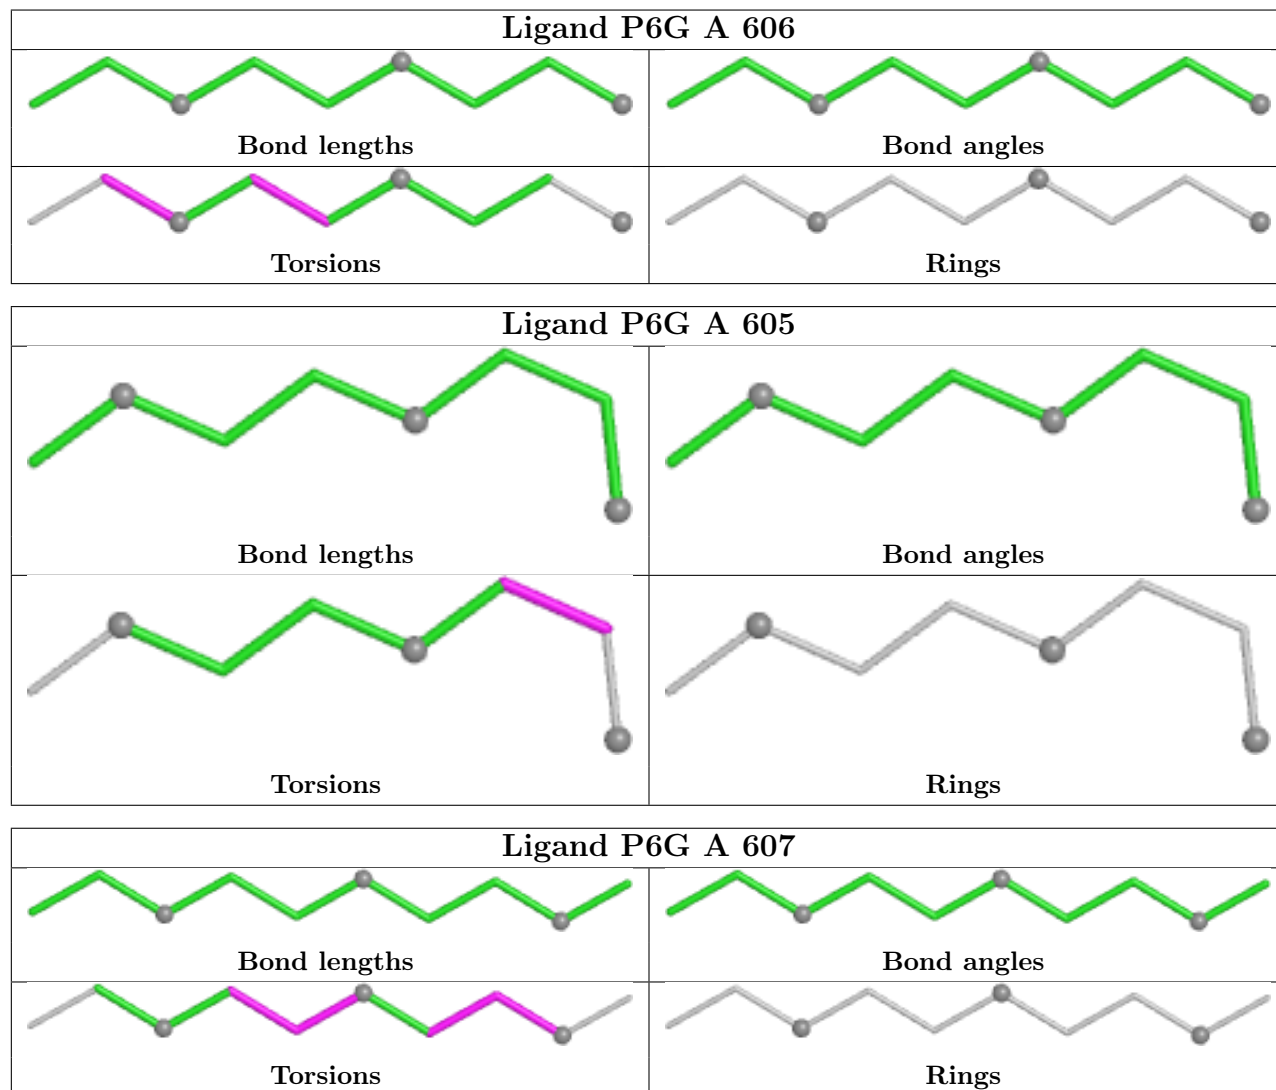 Ligand P6G A 606
Bond lengths
Bond angles
Torsions
Rings
Ligand P6G A 605
Bond lengths
Bond angles
Torsions
Rings
Ligand P6G A 607
Bond lengths
Bond angles
Torsions
Rings